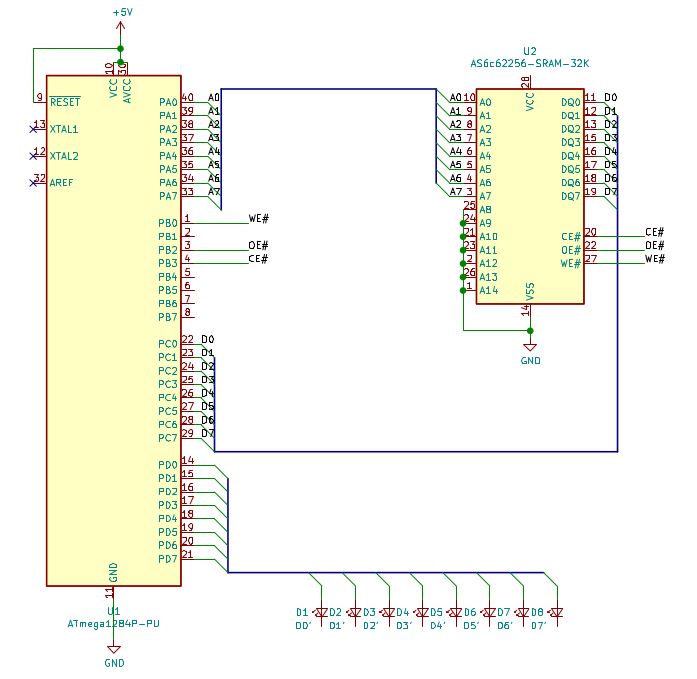 +5V
10
30
VCC
AVCC
9
RESET
13
XTAL1
12
XTAL2
32
AREF
PA0 40 A0
PA1 39 A1
PA2 38 A2
PA3 37 A3
PA4 36 A4
PA5 35 A5
PA6 34 A6
PA7 33 A7
PB0 1 WE#
PB1 2
PB2 3 OE#
PB3 4 CE#
PB4 5
PB5 6
PB6 7
PB7 8
PC0 22 D0
PC1 23 D1
PC2 24 D2
PC3 25 D3
PC4 26 D4
PC5 27 D5
PC6 28 D6
PC7 29 D7
PD0 14
PD1 15
PD2 16
PD3 17
PD4 18
PD5 19
PD6 20
PD7 21
GND
11
U1
ATmega1284P-PU
GND
U2
AS6c62256-SRAM-32K
28
VCC
A0 10 A0 DQ0 11 D0
A1 9 A1 DQ1 12 D1
A2 8 A2 DQ2 13 D2
A3 7 A3 DQ3 15 D3
A4 6 A4 DQ4 16 D4
A5 5 A5 DQ5 17 D5
A6 4 A6 DQ6 18 D6
A7 3 A7 DQ7 19 D7
25 A8
24 A9
21 A10 CE# 20 CE#
23 A11 OE# 22 OE#
2 A12 WE# 27 WE#
26 A13
1 A14
VSS
14
GND
D1 D2 D3 D4 D5 D6 D7 D8
D0' D1' D2' D3' D4' D5' D6' D7'